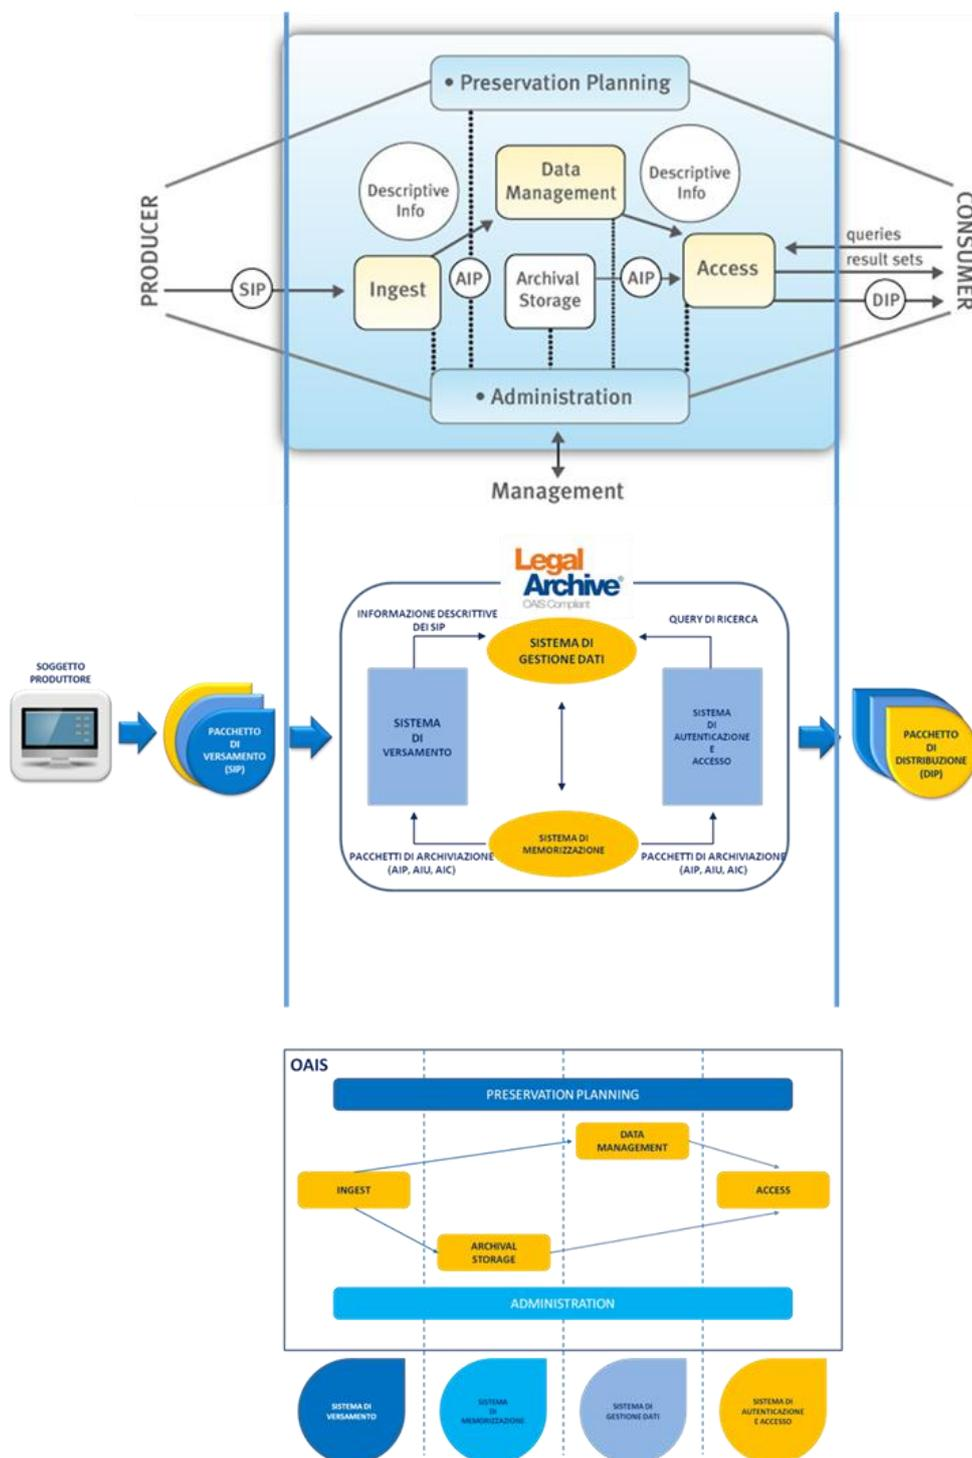 • Preservation Planning
Descriptive
Info
Data
Management
Descriptive
Info
PRODUCER
CONSUMER
queries
result sets
SIP
Ingest
AIP
Archival
Storage
AIP
Access
DIP
• Administration
Management
Legal
Archive®
OAIS Compliant
INFORMAZIONE DESCRITTIVE
DEI SIP
QUERY DI RICERCA
SISTEMA DI
GESTIONE DATI
SOGGETTO
PRODUTTORE
PACCHETTO
DI
VERSAMENTO
(SIP)
SISTEMA
DI
VERSAMENTO
SISTEMA
DI
AUTENTICAZIONE
E
ACCESSO
PACCHETTO
DI
DISTRIBUZIONE
(DIP)
SISTEMA DI
MEMORIZZAZIONE
PACCHETTI DI ARCHIVIAZIONE
(AIP, AIU, AIC)
PACCHETTI DI ARCHIVIAZIONE
(AIP, AIU, AIC)
OAIS
PRESERVATION PLANNING
DATA
MANAGEMENT
INGEST
ACCESS
ARCHIVAL
STORAGE
ADMINISTRATION
SISTEMA DI
VERSAMENTO
SISTEMA
DI
MEMORIZZAZIONE
SISTEMA DI
GESTIONE DATI
SISTEMA DI
AUTENTICAZIONE
E ACCESSO